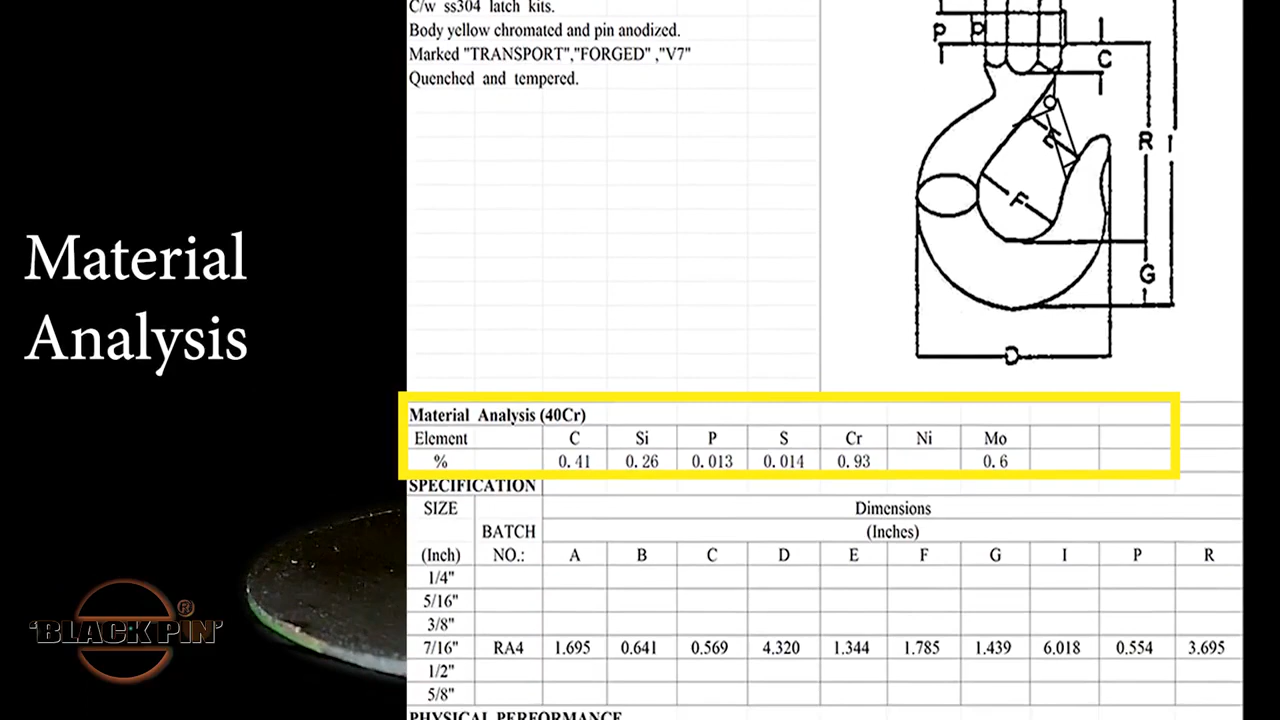 C/w ss304 latch kits.
Body yellow chromated and pin anodized.
Marked "TRANSPORT","FORGED" ,"V7"
Quenched and tempered.
P P
C
E
R I
F
G
D
Material
Analysis
Material Analysis (40Cr)
Element C Si P S Cr Ni Mo
% 0.41 0.26 0.013 0.014 0.93 0.6
SPECIFICATION
SIZE Dimensions
BATCH (Inches)
(Inch) NO.: A B C D E F G I P R
1/4"
5/16"
3/8"
7/16" RA4 1.695 0.641 0.569 4.320 1.344 1.785 1.439 6.018 0.554 3.695
1/2"
5/8"
PHYSICAL PERFORMANCE
'BLACK PIN' ®